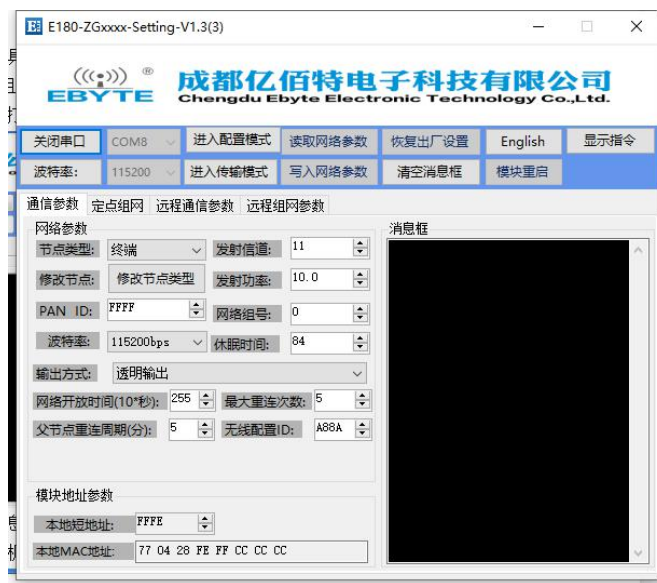 E180-ZGxxxx-Setting-V1.3(3)
EBYTE ®
成都亿佰特电子科技有限公司
Chengdu Ebyte Electronic Technology Co.,Ltd.
关闭串口 COM8 进入配置模式 读取网络参数 恢复出厂设置 English 显示指令
波特率: 115200 进入传输模式 写入网络参数 清空消息框 模块重启
通信参数 定点组网 远程通信参数 远程组网参数
网络参数 消息框
节点类型: 终端 发射信道: 11
修改节点: 修改节点类型 发射功率: 10.0
PAN ID: FFFF 网络组号: 0
波特率: 115200bps 休眠时间: 84
输出方式: 透明输出
网络开放时间(10*秒): 255 最大重连次数: 5
父节点重连周期(分): 5 无线配置ID: A88A
模块地址参数
本地短地址: FFFE
本地MAC地址: 77 04 28 FE FF CC CC CC